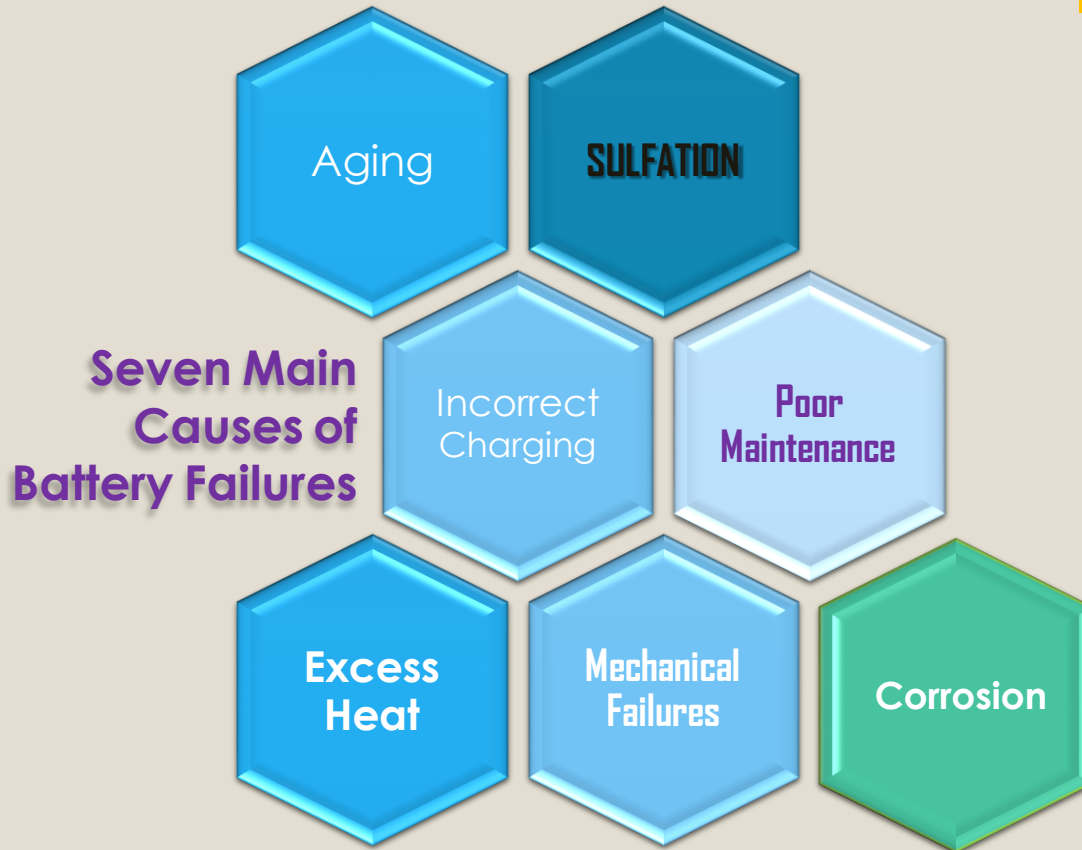 Aging
SULFATION
Seven Main
Causes of
Battery Failures
Incorrect
Charging
Poor
Maintenance
Excess
Heat
Mechanical
Failures
Corrosion